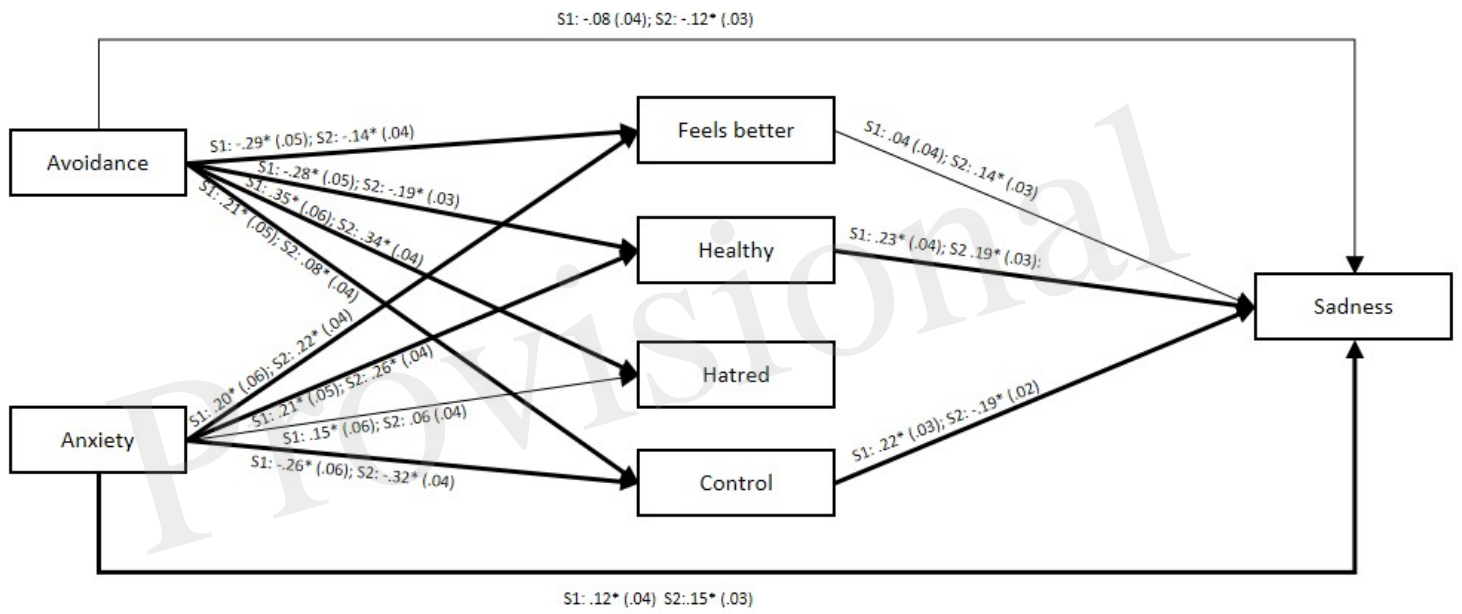 S1: -.08 (.04); S2: -.12* (.03)
Avoidance
Anxiety
S1: -.29* (.05); S2: -.14* (.04)
S1: -.28* (.05); S2: -.19* (.03)
S1: .35* (.06); S2: .34* (.04)
S1: .21* (.05); S2: .08* (.04)
S1: .20* (.06); S2: .22* (.04)
S1: .21* (.05); S2: .26* (.04)
S1: .15* (.06); S2: .06 (.04)
S1: -.26* (.06); S2: -.32* (.04)
Feels better
Healthy
Hatred
Control
S1: .04 (.04); S2: .14* (.03)
S1: .23* (.04); S2 .19* (.03):
S1: .22* (.03); S2: -.19* (.02)
Sadness
S1: .12* (.04) S2:.15* (.03)
Provisional